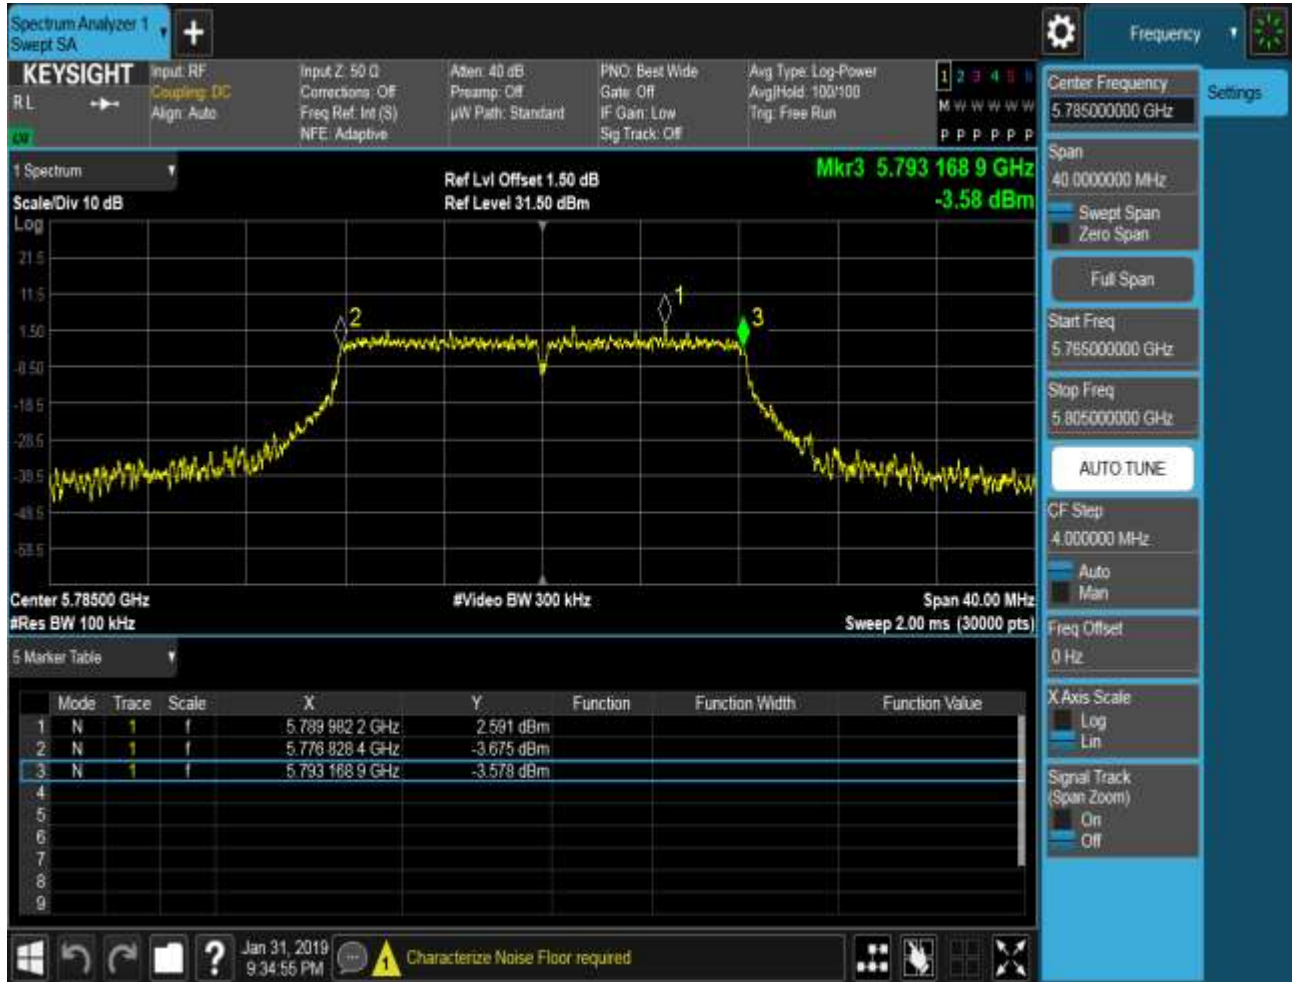 Spectrum Analyzer 1
Swept SA
Frequency
KEYSIGHT
R L
Input: RF
Coupling: DC
Align: Auto
Input Z: 50 Ω
Corrections: Off
Freq Ref: Int (S)
NFE: Adaptive
Atten: 40 dB
Preamp: Off
µW Path: Standard
PNO: Best Wide
Gate: Off
IF Gain: Low
Sig Track: Off
Avg Type: Log-Power
Avg|Hold: 100/100
Trig: Free Run
1 2 3 4 5 6
M W W W W W
P P P P P P
1 Spectrum
Scale/Div 10 dB
Ref Lvl Offset 1.50 dB
Ref Level 31.50 dBm
Mkr3 5.793 168 9 GHz
-3.58 dBm
Log
21.5
11.5
1.50
-8.50
-18.5
-28.5
-38.5
-48.5
-58.5
2
1
3
Center 5.78500 GHz
#Video BW 300 kHz
Span 40.00 MHz
#Res BW 100 kHz
Sweep 2.00 ms (30000 pts)
5 Marker Table
Mode Trace Scale X Y Function Function Width Function Value
1 N 1 f 5.789 982 2 GHz 2.591 dBm
2 N 1 f 5.776 828 4 GHz -3.675 dBm
3 N 1 f 5.793 168 9 GHz -3.578 dBm
4
5
6
7
8
9
Jan 31, 2019
9:34:55 PM
1
Characterize Noise Floor required
Center Frequency
5.785000000 GHz
Settings
Span
40.0000000 MHz
Swept Span
Zero Span
Full Span
Start Freq
5.765000000 GHz
Stop Freq
5.805000000 GHz
AUTO TUNE
CF Step
4.000000 MHz
Auto
Man
Freq Offset
0 Hz
X Axis Scale
Log
Lin
Signal Track
(Span Zoom)
On
Off